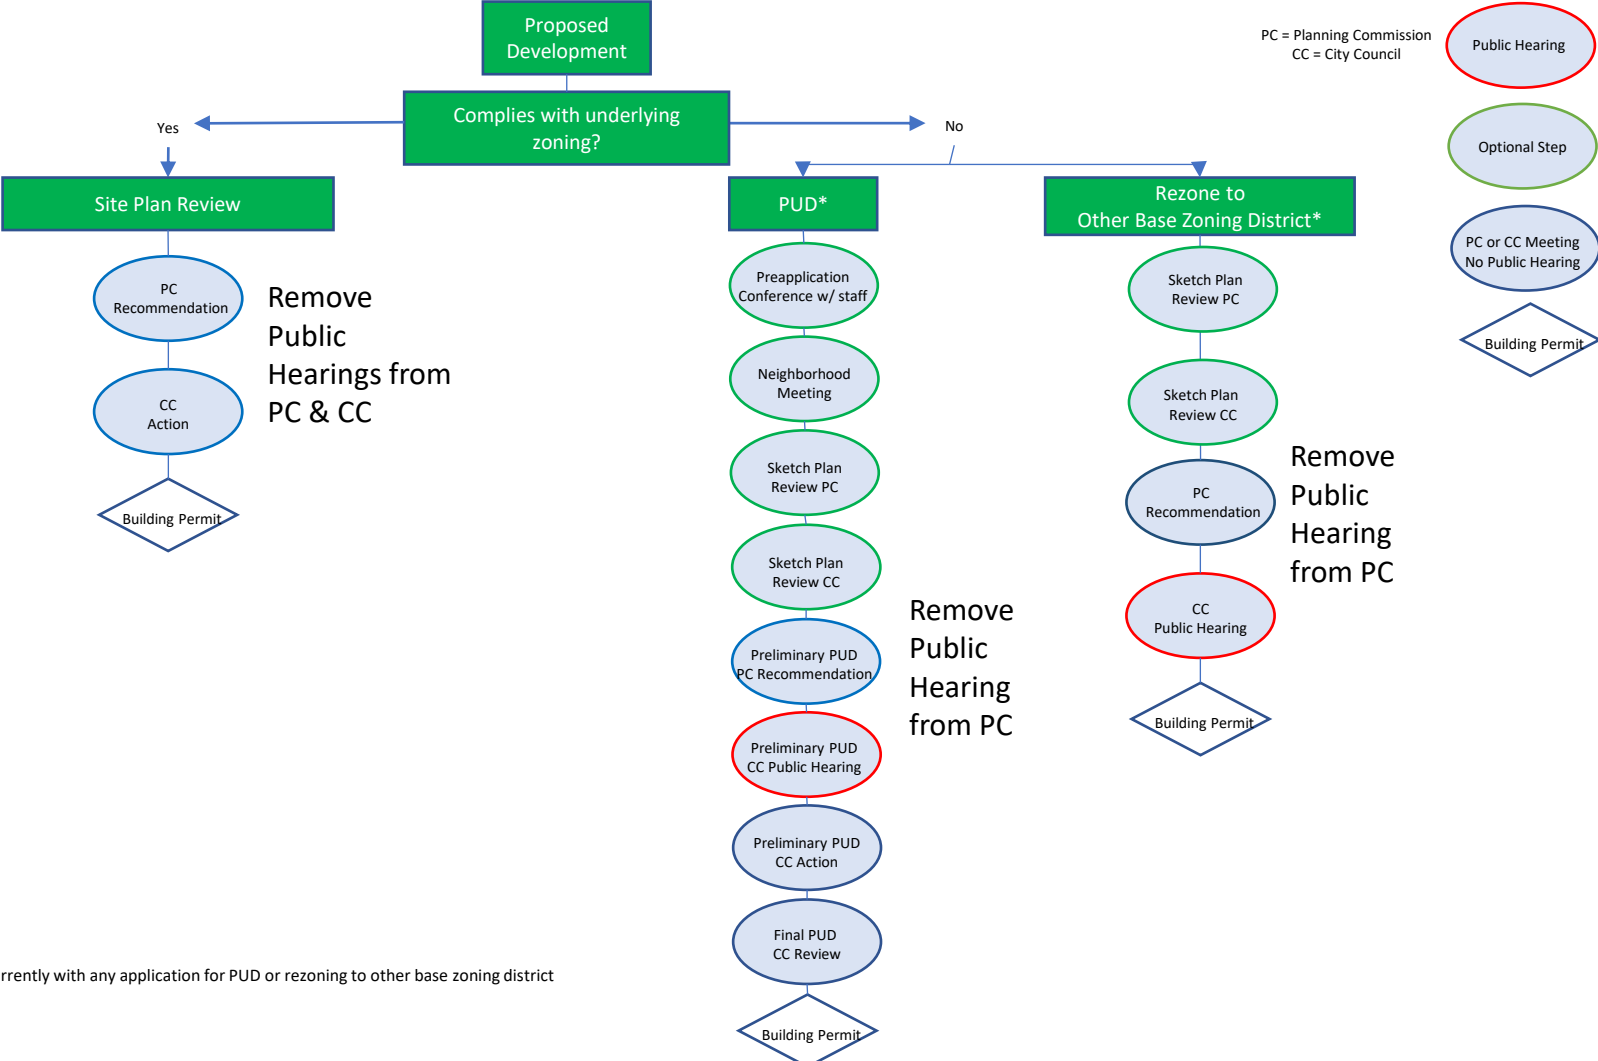 Proposed
Development
PC = Planning Commission
CC = City Council
Public Hearing
Complies with underlying
zoning?
Yes
No
Optional Step
Site Plan Review
PUD*
Rezone to
Other Base Zoning District*
PC or CC Meeting
No Public Hearing
Building Permit
PC
Recommendation
CC
Action
Building Permit
Remove
Public
Hearings from
PC & CC
Preapplication
Conference w/ staff
Neighborhood
Meeting
Sketch Plan
Review PC
Sketch Plan
Review CC
Preliminary PUD
PC Recommendation
Preliminary PUD
CC Public Hearing
Preliminary PUD
CC Action
Final PUD
CC Review
Building Permit
Remove
Public
Hearing
from PC
Sketch Plan
Review PC
Sketch Plan
Review CC
PC
Recommendation
CC
Public Hearing
Building Permit
Remove
Public
Hearing
from PC
with any application for PUD or rezoning to other base zoning district